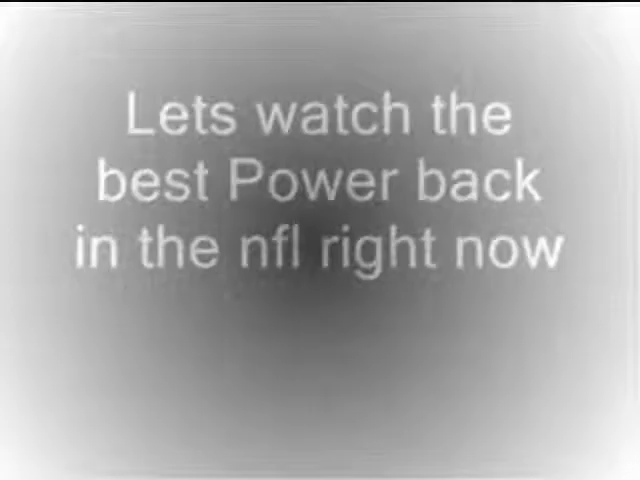 Lets watch the
best Power back
in the nfl right now